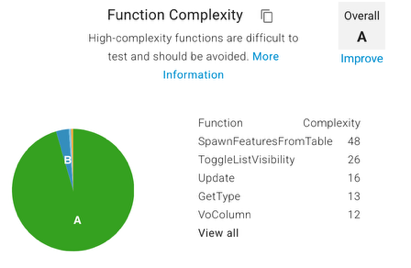 Function Complexity
Overall
A
Improve
High-complexity functions are difficult to
test and should be avoided. More
Information
Function Complexity
SpawnFeaturesFromTable 48
ToggleListVisibility 26
Update 16
GetType 13
VoColumn 12
View all
B
A